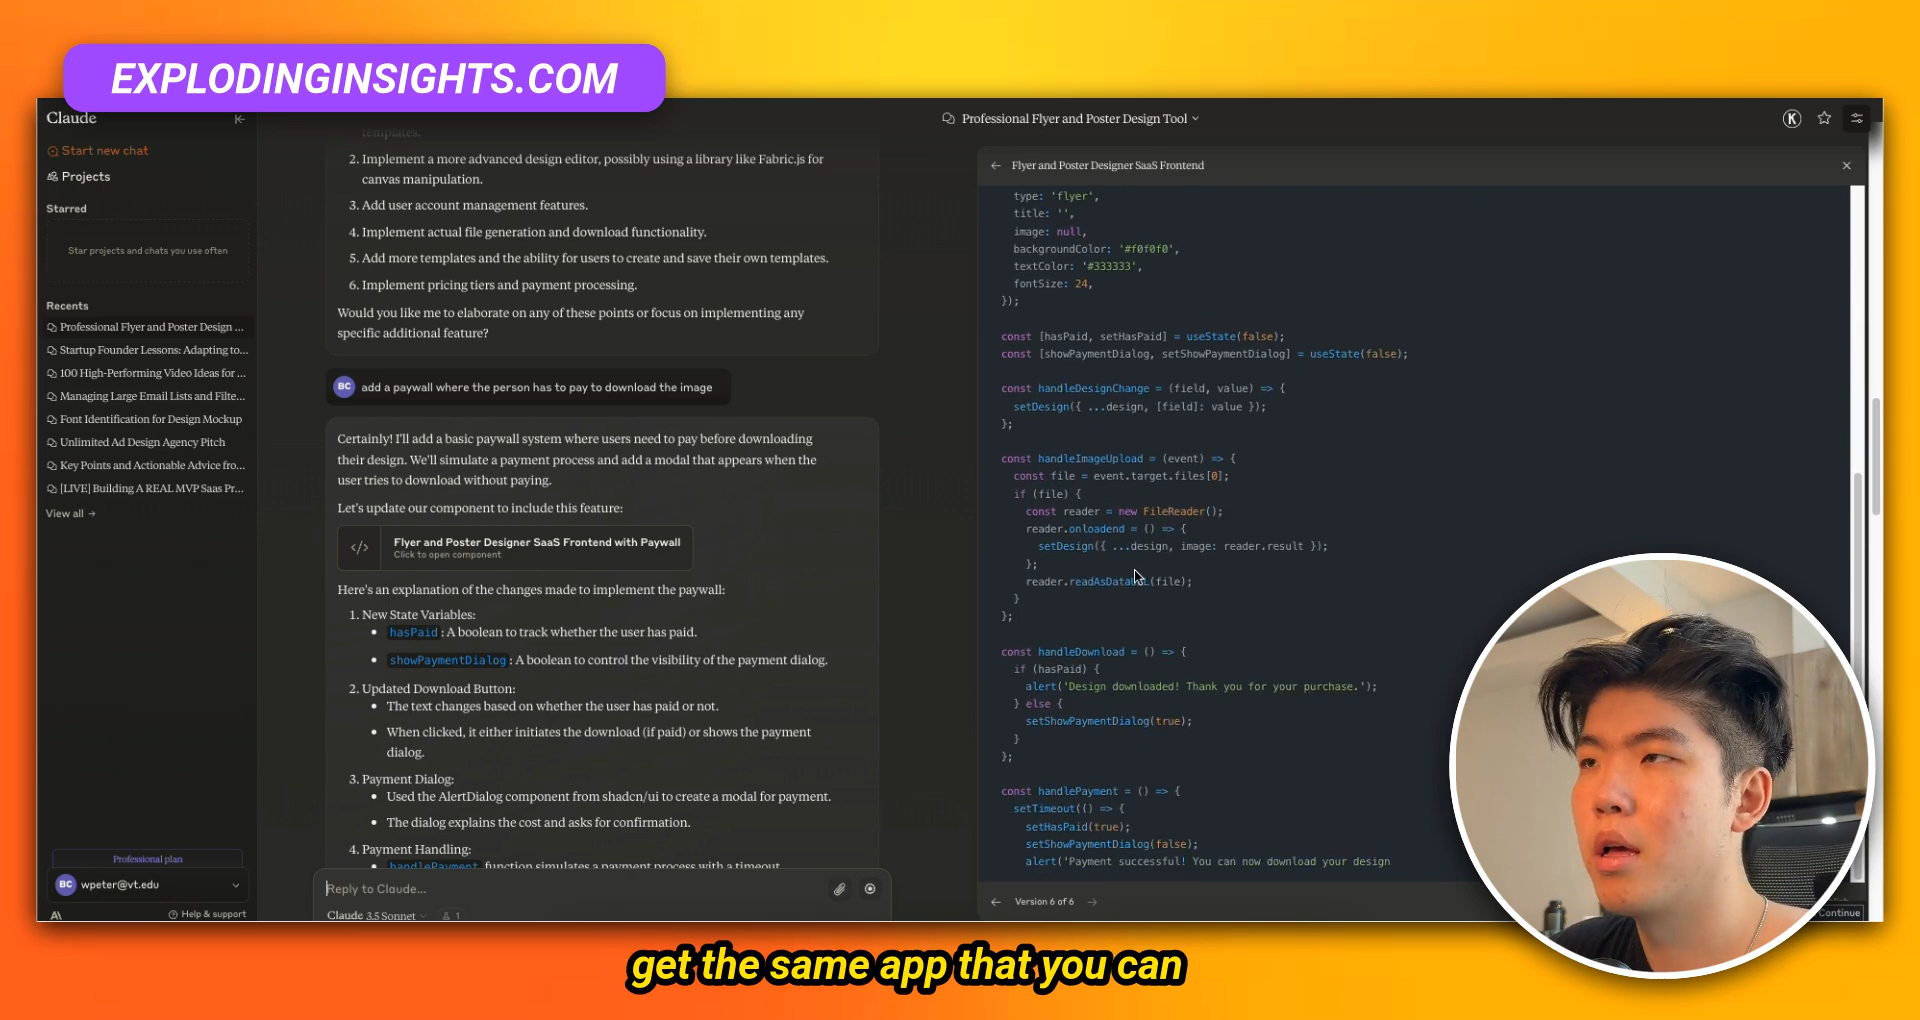 EXPLODINGINSIGHTS.COM
Claude
Start new chat
Projects
Starred
Star projects and chats you use often
Recents
Professional Flyer and Poster Design ...
Startup Founder Lessons: Adapting to...
100 High-Performing Video Ideas for ...
Managing Large Email Lists and Filte...
Font Identification for Design Mockup
Unlimited Ad Design Agency Pitch
Key Points and Actionable Advice fro...
[LIVE] Building A REAL MVP Saas Pr...
View all →
Professional plan
BC wpeter@vt.edu
Help & support
Professional Flyer and Poster Design Tool
K
templates.
2. Implement a more advanced design editor, possibly using a library like Fabric.js for
canvas manipulation.
3. Add user account management features.
4. Implement actual file generation and download functionality.
5. Add more templates and the ability for users to create and save their own templates.
6. Implement pricing tiers and payment processing.
Would you like me to elaborate on any of these points or focus on implementing any
specific additional feature?
BC add a paywall where the person has to pay to download the image
Certainly! I'll add a basic paywall system where users need to pay before downloading
their design. We'll simulate a payment process and add a modal that appears when the
user tries to download without paying.
Let's update our component to include this feature:
</> Flyer and Poster Designer SaaS Frontend with Paywall
Click to open component
Here's an explanation of the changes made to implement the paywall:
1. New State Variables:
• hasPaid : A boolean to track whether the user has paid.
• showPaymentDialog : A boolean to control the visibility of the payment dialog.
2. Updated Download Button:
• The text changes based on whether the user has paid or not.
• When clicked, it either initiates the download (if paid) or shows the payment
dialog.
3. Payment Dialog:
• Used the AlertDialog component from shadcn/ui to create a modal for payment.
• The dialog explains the cost and asks for confirmation.
4. Payment Handling:
• handlePayment function simulates a payment process with a timeout
Reply to Claude...
Claude 3.5 Sonnet 1
← Flyer and Poster Designer SaaS Frontend
type: 'flyer',
title: '',
image: null,
backgroundColor: '#f0f0f0',
textColor: '#333333',
fontSize: 24,
});
const [hasPaid, setHasPaid] = useState(false);
const [showPaymentDialog, setShowPaymentDialog] = useState(false);
const handleDesignChange = (field, value) => {
setDesign({ ...design, [field]: value });
};
const handleImageUpload = (event) => {
const file = event.target.files[0];
if (file) {
const reader = new FileReader();
reader.onloadend = () => {
setDesign({ ...design, image: reader.result });
};
reader.readAsDataURL(file);
}
};
const handleDownload = () => {
if (hasPaid) {
alert('Design downloaded! Thank you for your purchase.');
} else {
setShowPaymentDialog(true);
}
};
const handlePayment = () => {
setTimeout(() => {
setHasPaid(true);
setShowPaymentDialog(false);
alert('Payment successful! You can now download your design
← Version 6 of 6 →
Continue
get the same app that you can